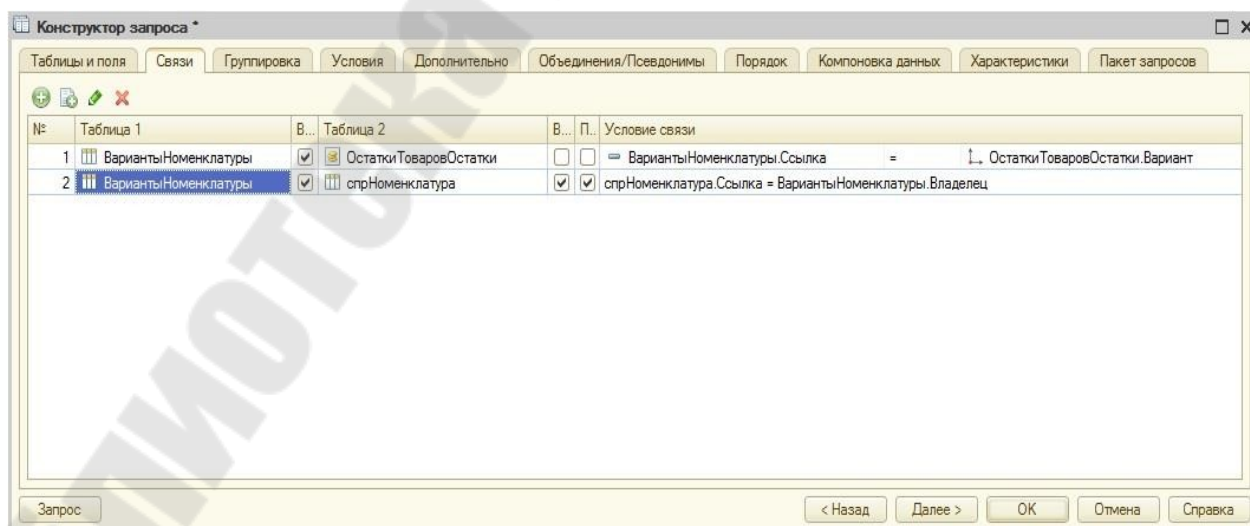 Конструктор запроса *
Таблицы и поля Связи Группировка Условия Дополнительно Объединения/Псевдонимы Порядок Компоновка данных Характеристики Пакет запросов
№ Таблица 1 В... Таблица 2 В... П... Условие связи
1 ВариантыНоменклатуры ОстаткиТоваровОстатки ВариантыНоменклатуры.Ссылка = ОстаткиТоваровОстатки.Вариант
2 ВариантыНоменклатуры спрНоменклатура спрНоменклатура.Ссылка = ВариантыНоменклатуры.Владелец
Запрос < Назад Далее > OK Отмена Справка